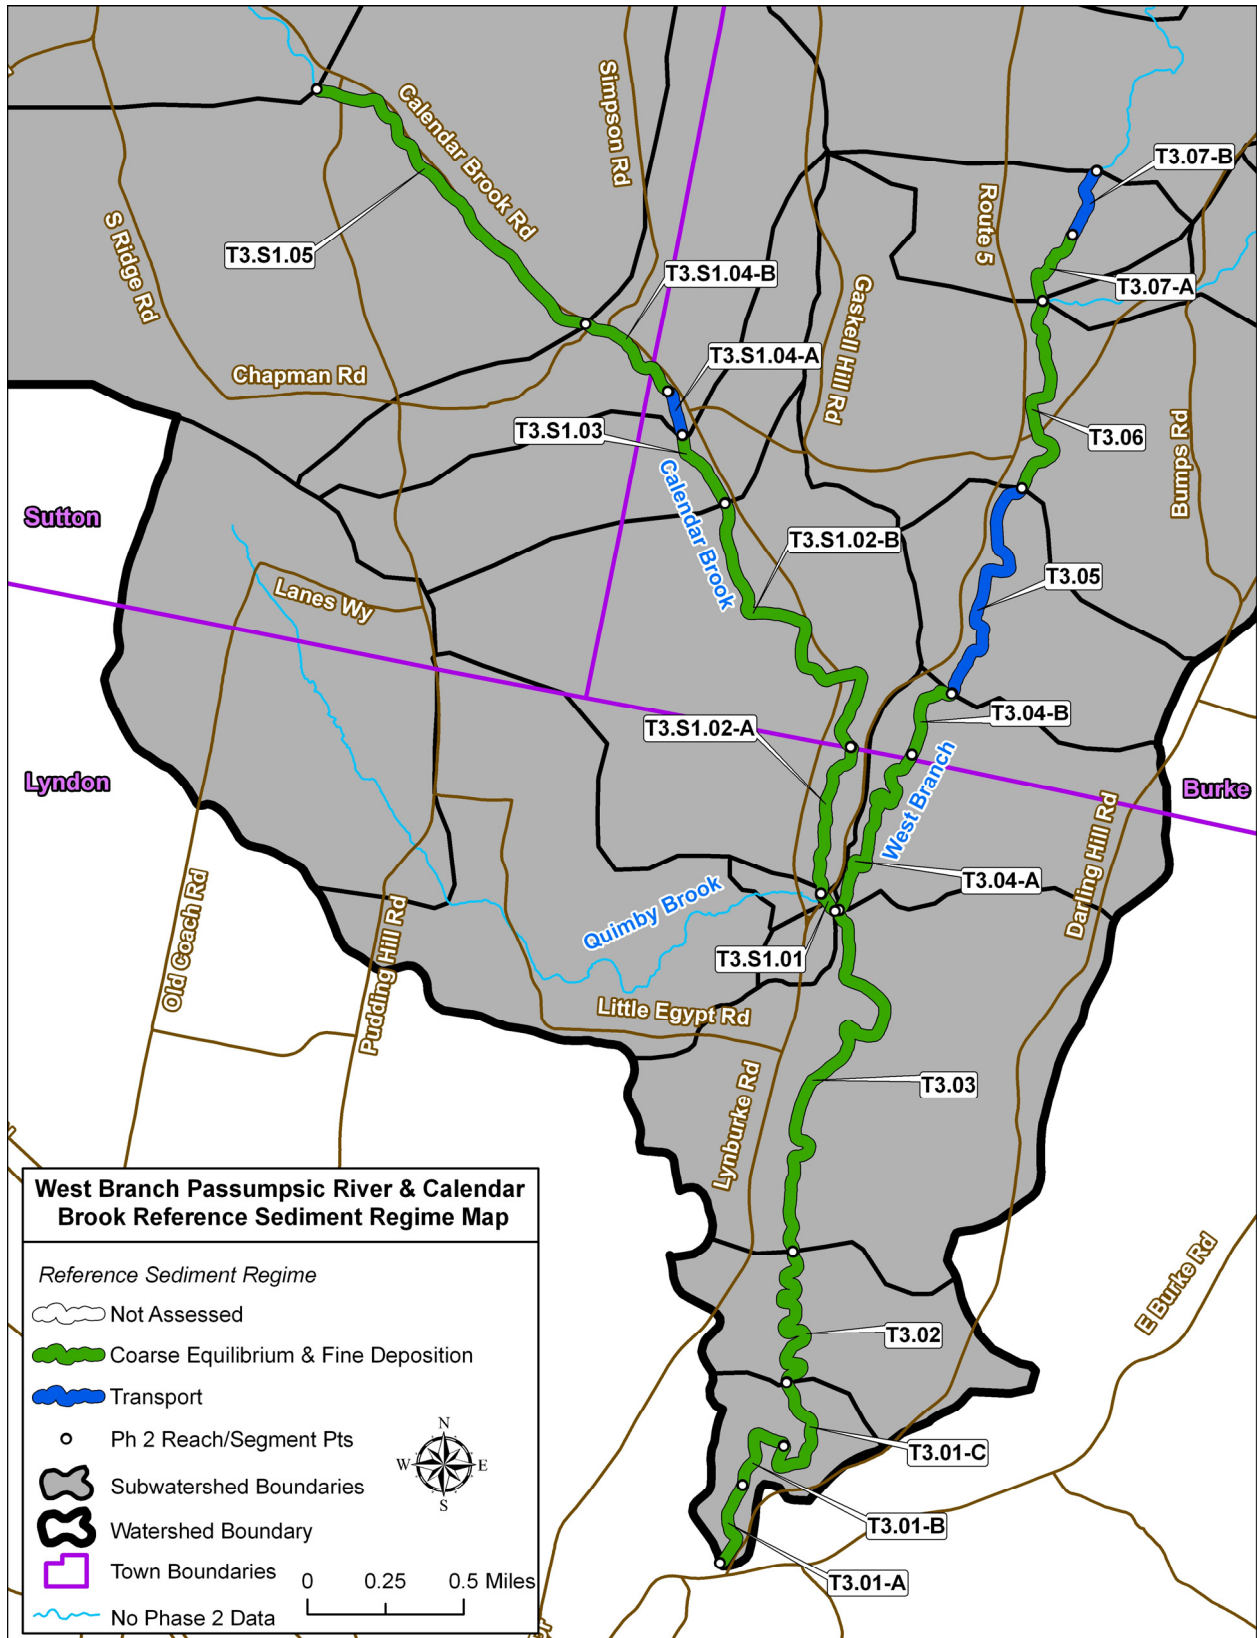 Simpson Rd
Calendar Brook Rd
T3.07-B
Route 5
S Ridge Rd
T3.S1.05
T3.S1.04-B
T3.07-A
Gaskell Hill Rd
T3.S1.04-A
Chapman Rd
T3.S1.03
T3.06
Bumps Rd
Calendar Brook
Sutton
T3.S1.02-B
T3.05
Lanes Wy
T3.S1.02-A
T3.04-B
Lyndon
West Branch
Burke
Darling Hill Rd
T3.04-A
Quimby Brook
Old Coach Rd
Pudding Hill Rd
T3.S1.01
Little Egypt Rd
T3.03
Lynburke Rd
E Burke Rd
T3.02
T3.01-C
T3.01-B
T3.01-A
West Branch Passumpsic River & Calendar
Brook Reference Sediment Regime Map
Reference Sediment Regime
Not Assessed
Coarse Equilibrium & Fine Deposition
Transport
Ph 2 Reach/Segment Pts
Subwatershed Boundaries
Watershed Boundary
Town Boundaries
No Phase 2 Data
N
W E
S
0 0.25 0.5 Miles